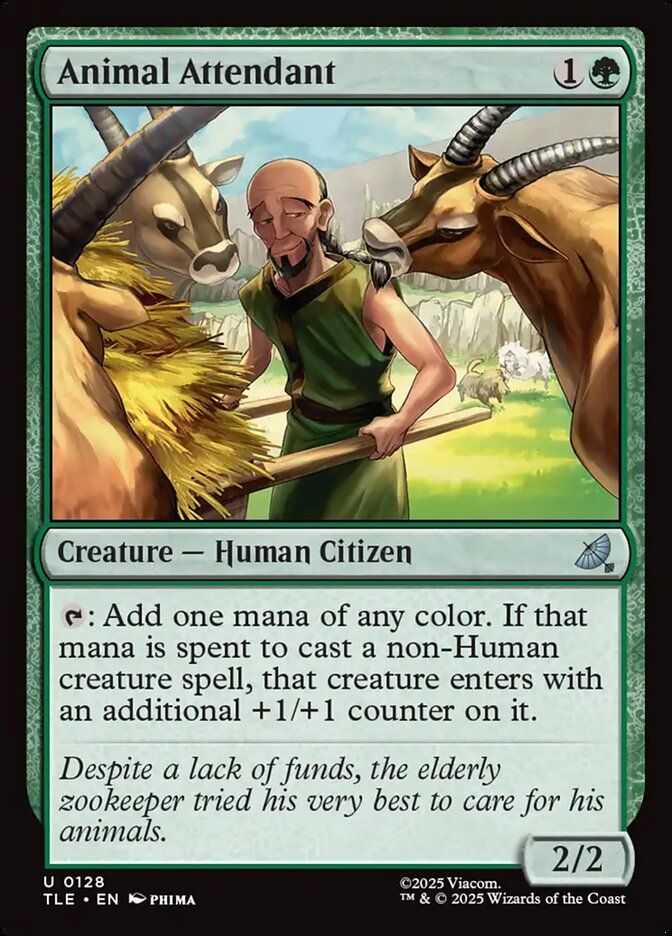 Animal Attendant 1
Creature — Human Citizen
: Add one mana of any color. If that
mana is spent to cast a non-Human
creature spell, that creature enters with
an additional +1/+1 counter on it.
Despite a lack of funds, the elderly
zookeeper tried his very best to care for his
animals.
2/2
U 0128
TLE • EN PHIMA
©2025 Viacom.
™ & © 2025 Wizards of the Coast